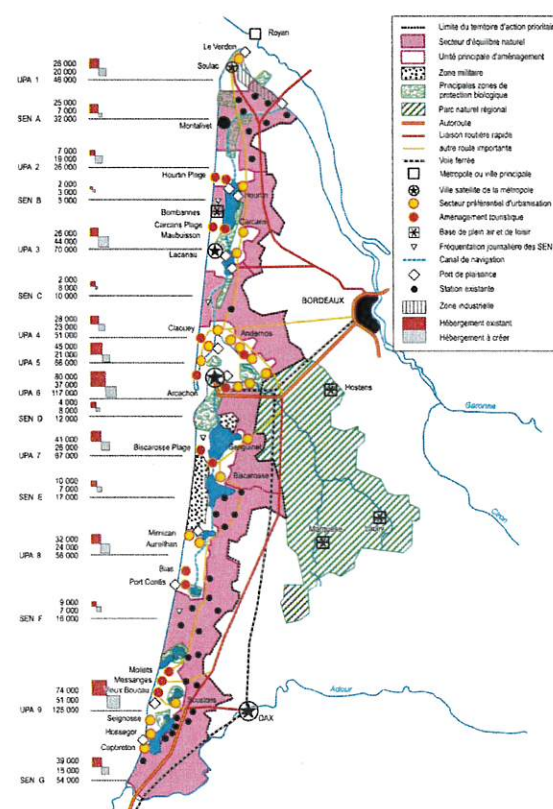 Royan
Le Verdon
Soulac
26 000
20 000
UPA 1
46 000
25 000
7 000
SEN A
32 000
Montalivet
7 000
19 000
UPA 2
26 000
Hourtin Plage
2 000
3 000
SEN B
5 000
Hourtin
Bombannes
Carcans
Carcans Plage
Maubuisson
26 000
44 000
UPA 3
70 000
Lacanau
2 000
8 000
SEN C
10 000
BORDEAUX
28 000
23 000
UPA 4
51 000
Claouey
Andernos
45 000
21 000
UPA 5
66 000
80 000
37 000
UPA 6
117 000
Arcachon
Hostens
4 000
8 000
SEN D
12 000
Garonne
41 000
26 000
UPA 7
67 000
Biscarosse Plage
Sanguinet
Biscarosse
10 000
7 000
SEN E
17 000
Ciron
32 000
24 000
UPA 8
56 000
Mimizan
Aureilhan
Marquèze
Bias
Port Contis
9 000
7 000
SEN F
16 000
Moliets
Messanges
Vieux Boucau
74 000
51 000
UPA 9
125 000
Soustons
Seignosse
Hossegor
Capbreton
DAX
Adour
39 000
15 000
SEN G
54 000
Limite du territoire d'action prioritaire
Secteur d'équilibre naturel
Unité principale d'aménagement
Zone militaire
Principales zones de
protection biologique
Parc naturel régional
Autoroute
Liaison routière rapide
autre route importante
Voie ferrée
Métropole ou ville principale
Ville satellite de la métropole
Secteur préférentiel d'urbanisation
Aménagement touristique
Base de plein air et de loisir
Fréquentation journalière des SEN
Canal de navigation
Port de plaisance
Station existante
Zone industrielle
Hébergement existant
Hébergement à créer